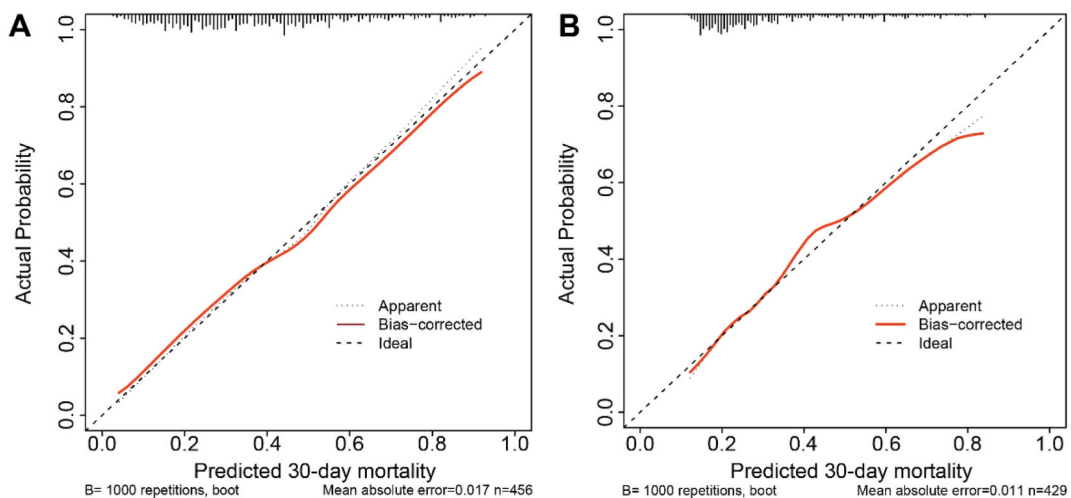 A
Actual Probability
1.0
0.8
0.6
0.4
0.2
0.0
Apparent
Bias-corrected
Ideal
0.0 0.2 0.4 0.6 0.8 1.0
Predicted 30-day mortality
B= 1000 repetitions, boot Mean absolute error=0.017 n=456
B
Actual Probability
1.0
0.8
0.6
0.4
0.2
0.0
Apparent
Bias-corrected
Ideal
0.0 0.2 0.4 0.6 0.8 1.0
Predicted 30-day mortality
B= 1000 repetitions, boot Mean absolute error=0.011 n=429